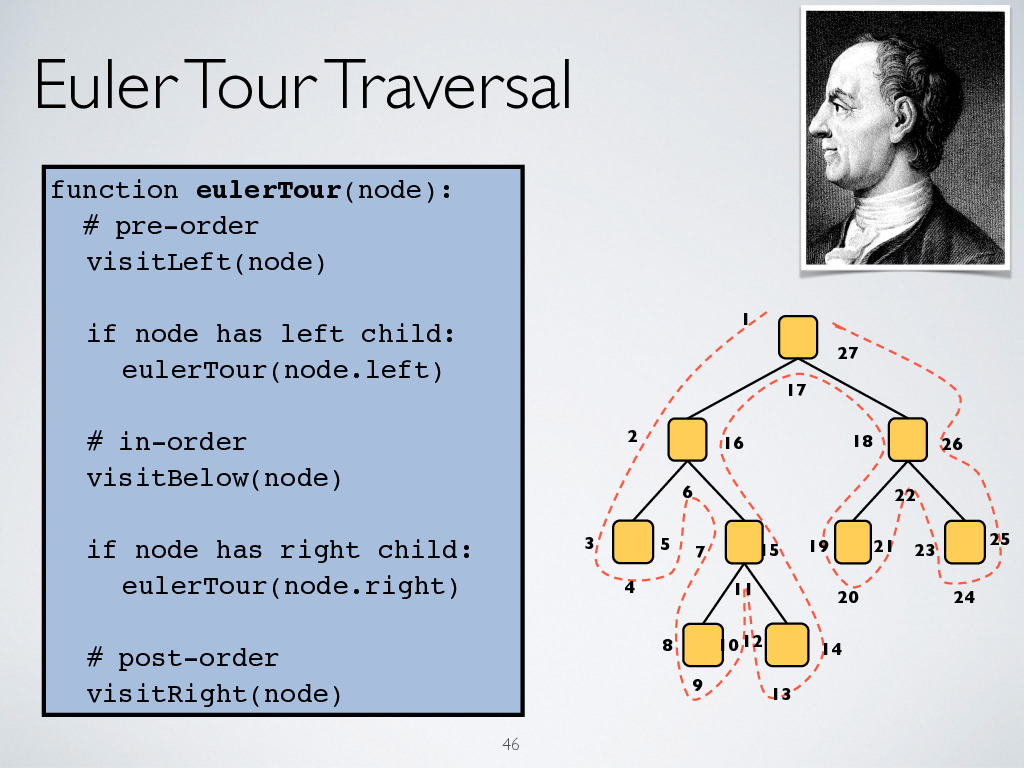 Euler Tour Traversal
function eulerTour(node):
# pre-order
visitLeft(node)
if node has left child:
eulerTour(node.left)
# in-order
visitBelow(node)
if node has right child:
eulerTour(node.right)
# post-order
visitRight(node)
1
27
17
2
16
18
26
6
22
3
5
7
15
19
21
23
25
4
11
20
24
8
10
12
14
9
13
46